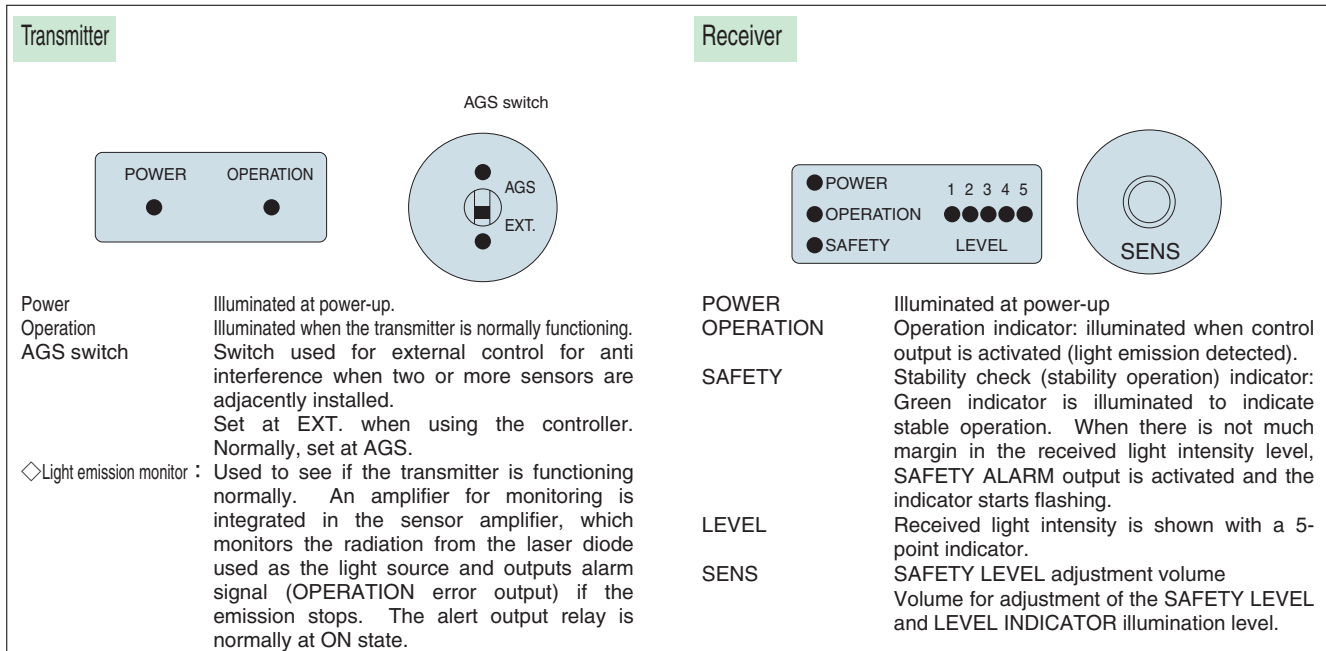 Transmitter
AGS switch
POWER OPERATION
AGS
EXT.
Power Illuminated at power-up.
Operation Illuminated when the transmitter is normally functioning.
AGS switch Switch used for external control for anti
interference when two or more sensors are
adjacently installed.
Set at EXT. when using the controller.
Normally, set at AGS.
◇Light emission monitor : Used to see if the transmitter is functioning
normally. An amplifier for monitoring is
integrated in the sensor amplifier, which
monitors the radiation from the laser diode
used as the light source and outputs alarm
signal (OPERATION error output) if the
emission stops. The alert output relay is
normally at ON state.
Receiver
POWER 1 2 3 4 5
OPERATION
SAFETY LEVEL
SENS
POWER Illuminated at power-up
OPERATION Operation indicator: illuminated when control
output is activated (light emission detected).
SAFETY Stability check (stability operation) indicator:
Green indicator is illuminated to indicate
stable operation. When there is not much
margin in the received light intensity level,
SAFETY ALARM output is activated and the
indicator starts flashing.
LEVEL Received light intensity is shown with a 5-
point indicator.
SENS SAFETY LEVEL adjustment volume
Volume for adjustment of the SAFETY LEVEL
and LEVEL INDICATOR illumination level.